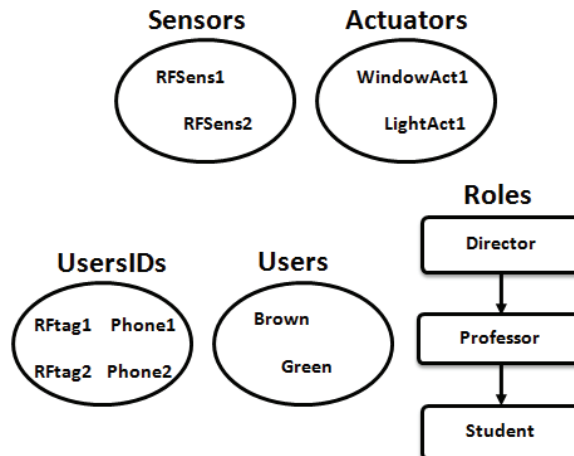 Sensors Actuators
RFSens1 WindowAct1
RFSens2 LightAct1
Roles
Director
UsersIDs Users
RFtag1 Phone1 Brown
Professor
RFtag2 Phone2 Green
Student